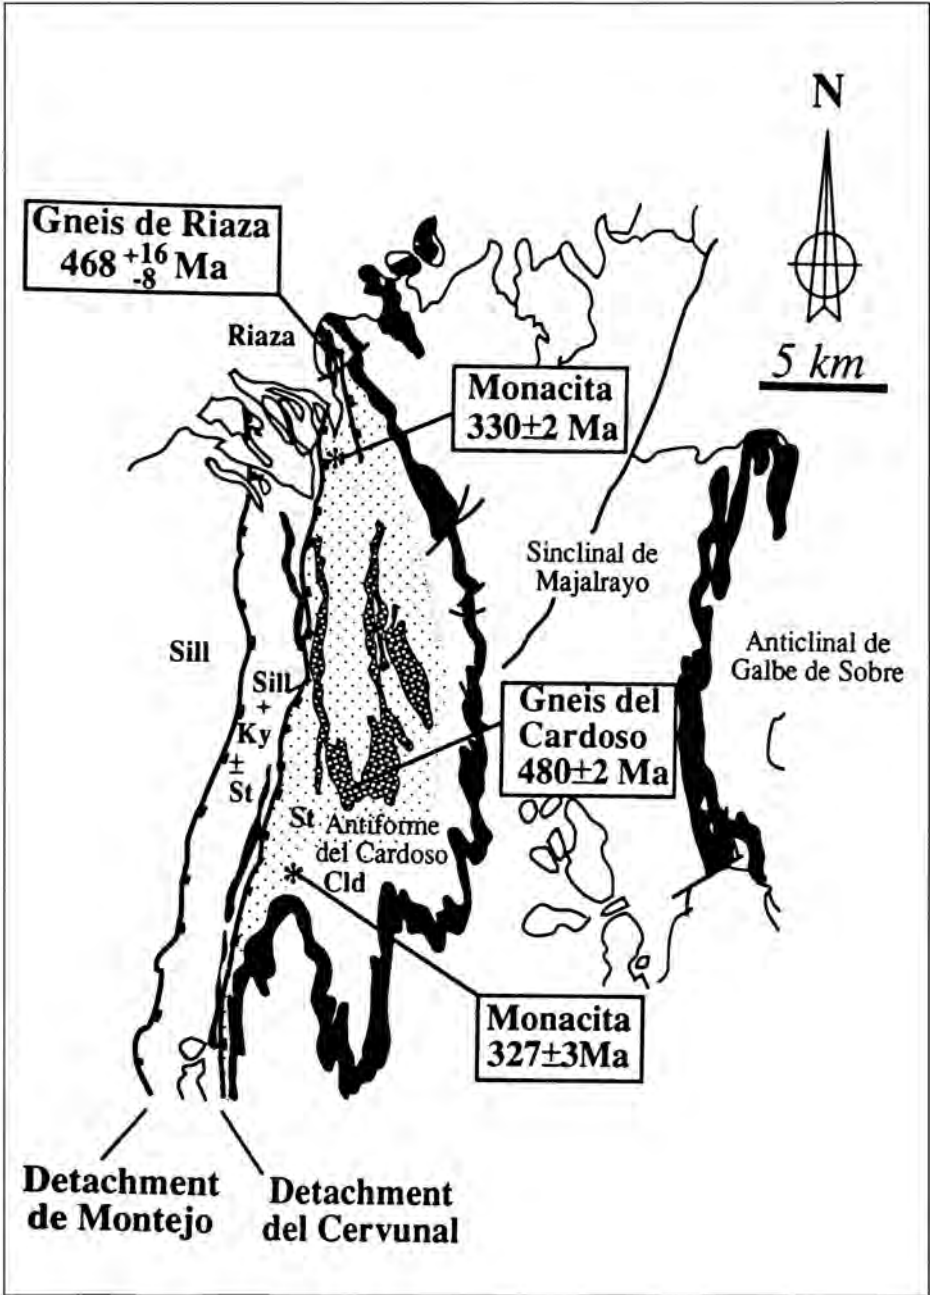 N
Gneis de Riaza
468 +16 -8 Ma
Riaza
5 km
Monacita
330±2 Ma
Sinclinal de
Majalrayo
Anticlinal de
Galbe de Sobre
Sill
Sill
+
Ky
±
St
Gneis del
Cardoso
480±2 Ma
St Antiforme
del Cardoso
Cld
Monacita
327±3Ma
Detachment
de Montejo
Detachment
del Cervunal